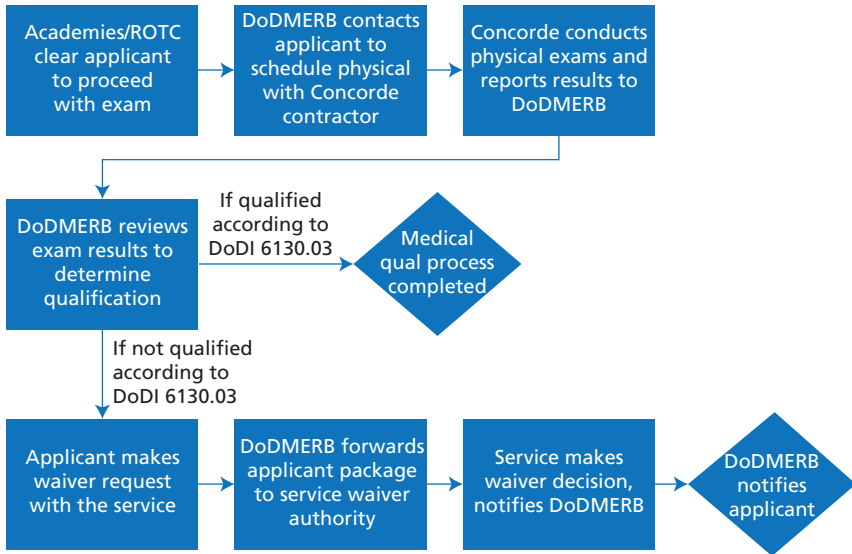 Academies/ROTC
clear applicant
to proceed
with exam
DoDMERB contacts
applicant to
schedule physical
with Concorde
contractor
Concorde conducts
physical exams and
reports results to
DoDMERB
DoDMERB reviews
exam results to
determine
qualification
If qualified
according to
DoDI 6130.03
Medical
qual process
completed
If not qualified
according to
DoDI 6130.03
Applicant makes
waiver request
with the service
DoDMERB forwards
applicant package
to service waiver
authority
Service makes
waiver decision,
notifies DoDMERB
DoDMERB
notifies
applicant